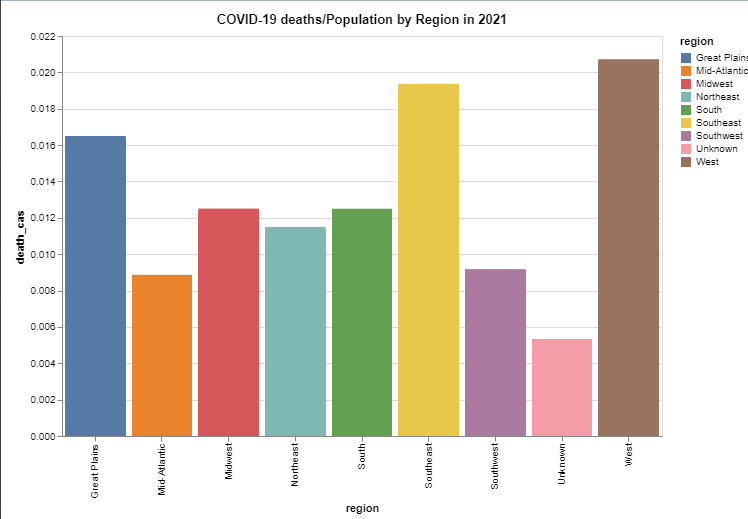 COVID-19 deaths/Population by Region in 2021
0.022
0.020
0.018
0.016
0.014
0.012
0.010
0.008
0.006
0.004
0.002
0.000
death_cas
Great Plains
Mid-Atlantic
Midwest
Northeast
South
Southeast
Southwest
Unknown
West
region
region
Great Plains
Mid-Atlantic
Midwest
Northeast
South
Southeast
Southwest
Unknown
West